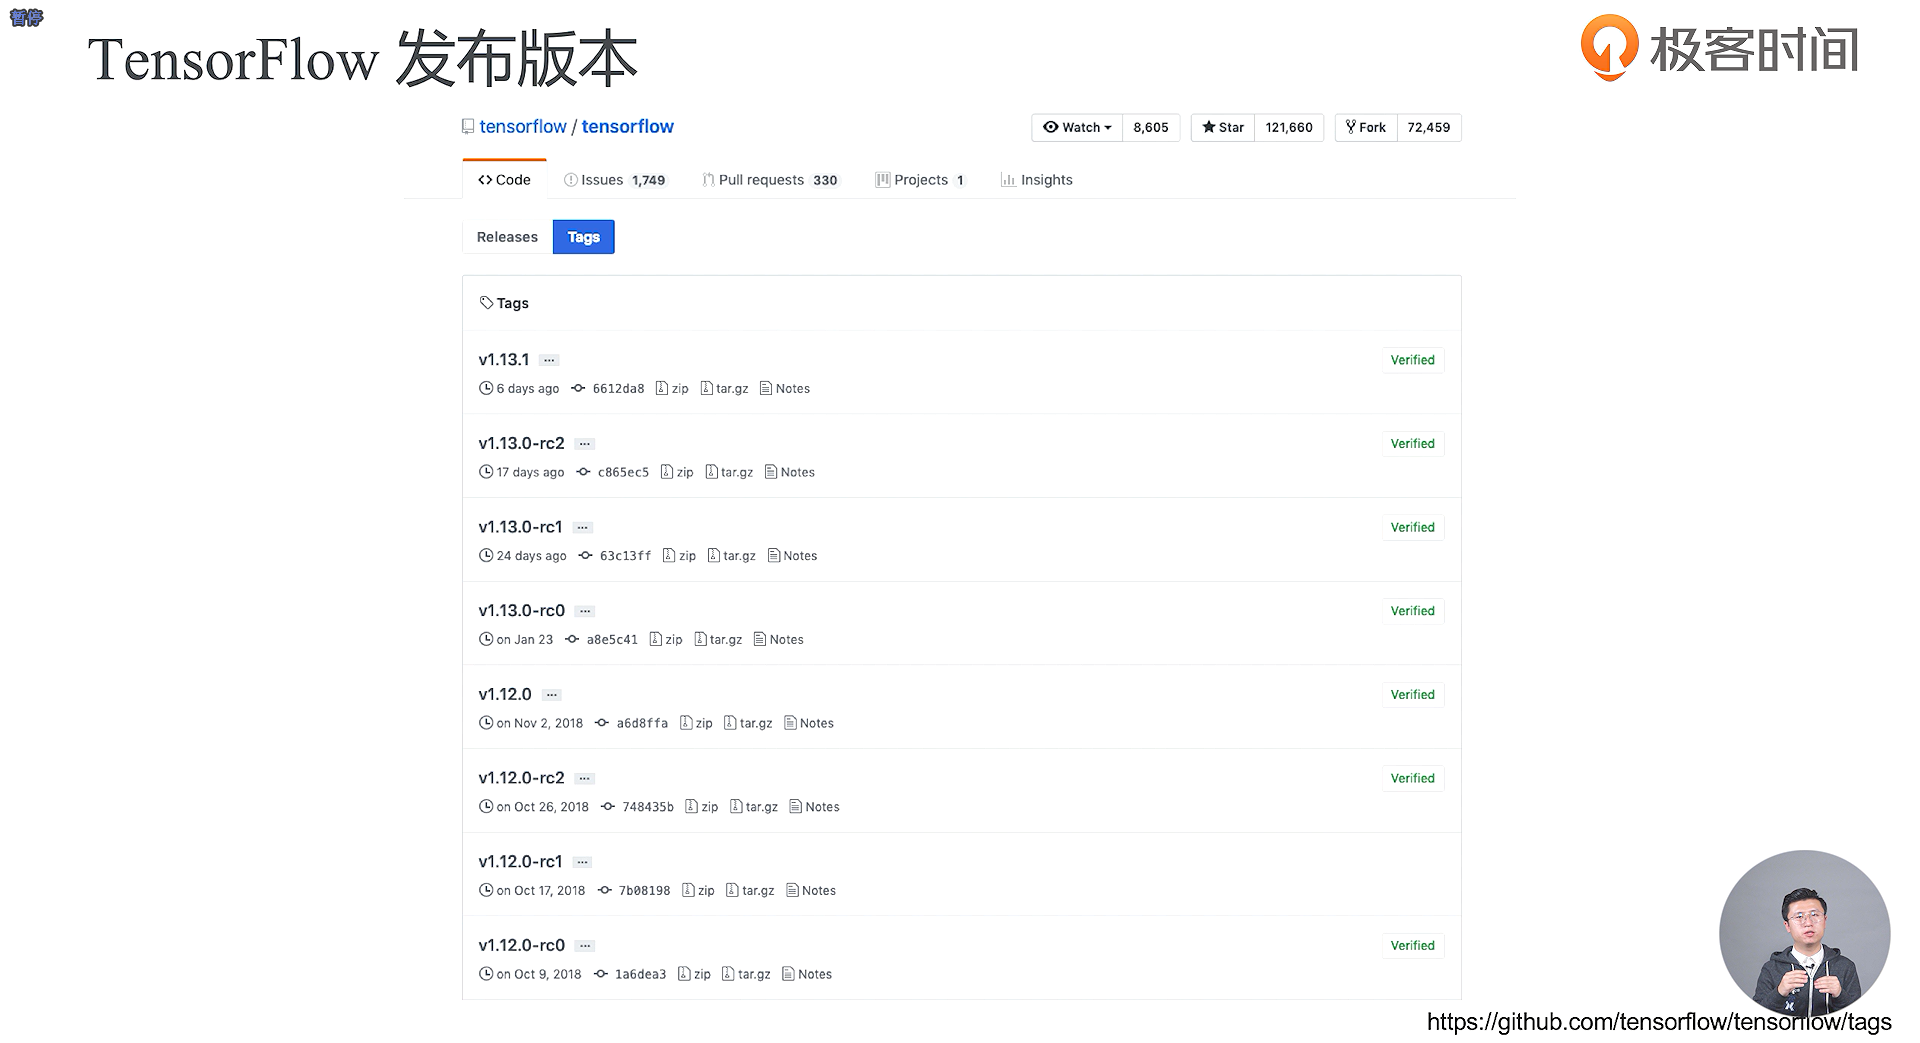 暂停
TensorFlow 发布版本
极客时间
tensorflow / tensorflow
Watch 8,605 Star 121,660 Fork 72,459
Code Issues 1,749 Pull requests 330 Projects 1 Insights
Releases Tags
Tags
v1.13.1 ... Verified
6 days ago 6612da8 zip tar.gz Notes
v1.13.0-rc2 ... Verified
17 days ago c865ec5 zip tar.gz Notes
v1.13.0-rc1 ... Verified
24 days ago 63c13ff zip tar.gz Notes
v1.13.0-rc0 ... Verified
on Jan 23 a8e5c41 zip tar.gz Notes
v1.12.0 ... Verified
on Nov 2, 2018 a6d8ffa zip tar.gz Notes
v1.12.0-rc2 ... Verified
on Oct 26, 2018 748435b zip tar.gz Notes
v1.12.0-rc1 ...
on Oct 17, 2018 7b08198 zip tar.gz Notes
v1.12.0-rc0 ... Verified
on Oct 9, 2018 1a6dea3 zip tar.gz Notes
https://github.com/tensorflow/tensorflow/tags